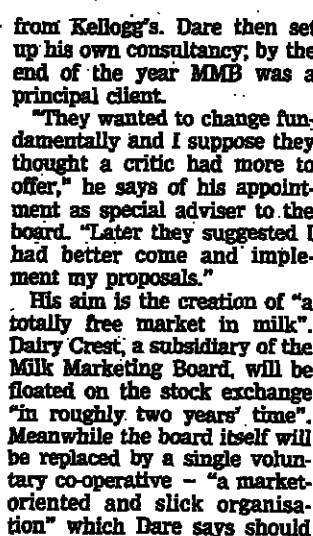 from Kellogg's. Dare then set
up his own consultancy; by the
end of the year MMB was a
principal client.
"They wanted to change fun-
damentally and I suppose they
thought a critic had more to
offer," he says of his appoint-
ment as special adviser to the
board. "Later they suggested I
had better come and imple-
ment my proposals."
His aim is the creation of "a
totally free market in milk".
Dairy Crest, a subsidiary of the
Milk Marketing Board, will be
floated on the stock exchange
"in roughly two years' time".
Meanwhile the board itself will
be replaced by a single volun-
tary co-operative – "a market-
oriented and slick organisa-
tion" which Dare says should